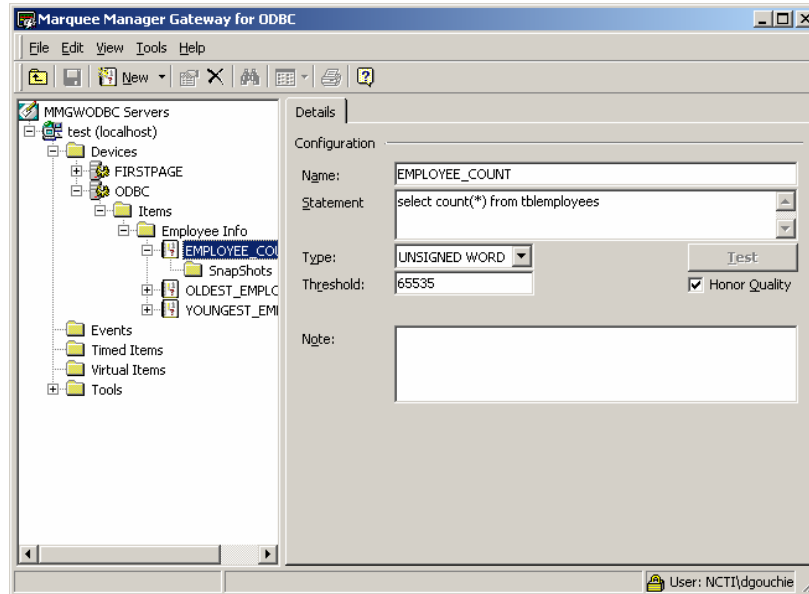 Marquee Manager Gateway for ODBC
File Edit View Tools Help
New
MMGWODBC Servers
test (localhost)
Devices
FIRSTPAGE
ODBC
Items
Employee Info
EMPLOYEE_COU
SnapShots
OLDEST_EMPLC
YOUNGEST_EMI
Events
Timed Items
Virtual Items
Tools
Details
Configuration
Name: EMPLOYEE_COUNT
Statement select count(*) from tblemployees
Type: UNSIGNED WORD Test
Threshold: 65535 Honor Quality
Note:
User: NCTI\dgouchie